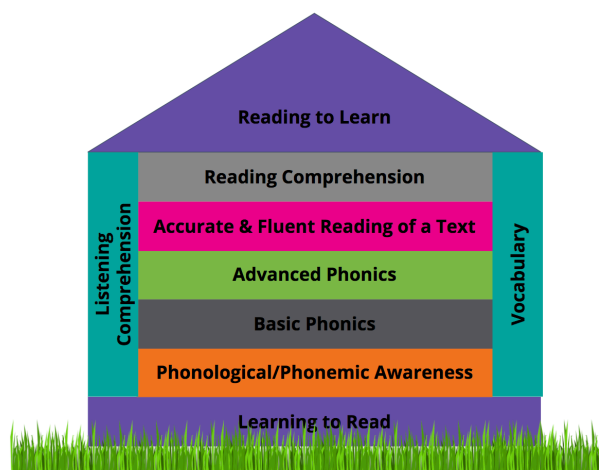 Reading to Learn
Reading Comprehension
Accurate & Fluent Reading of a Text
Advanced Phonics
Basic Phonics
Phonological/Phonemic Awareness
Listening
Comprehension
Vocabulary
Learning to Read